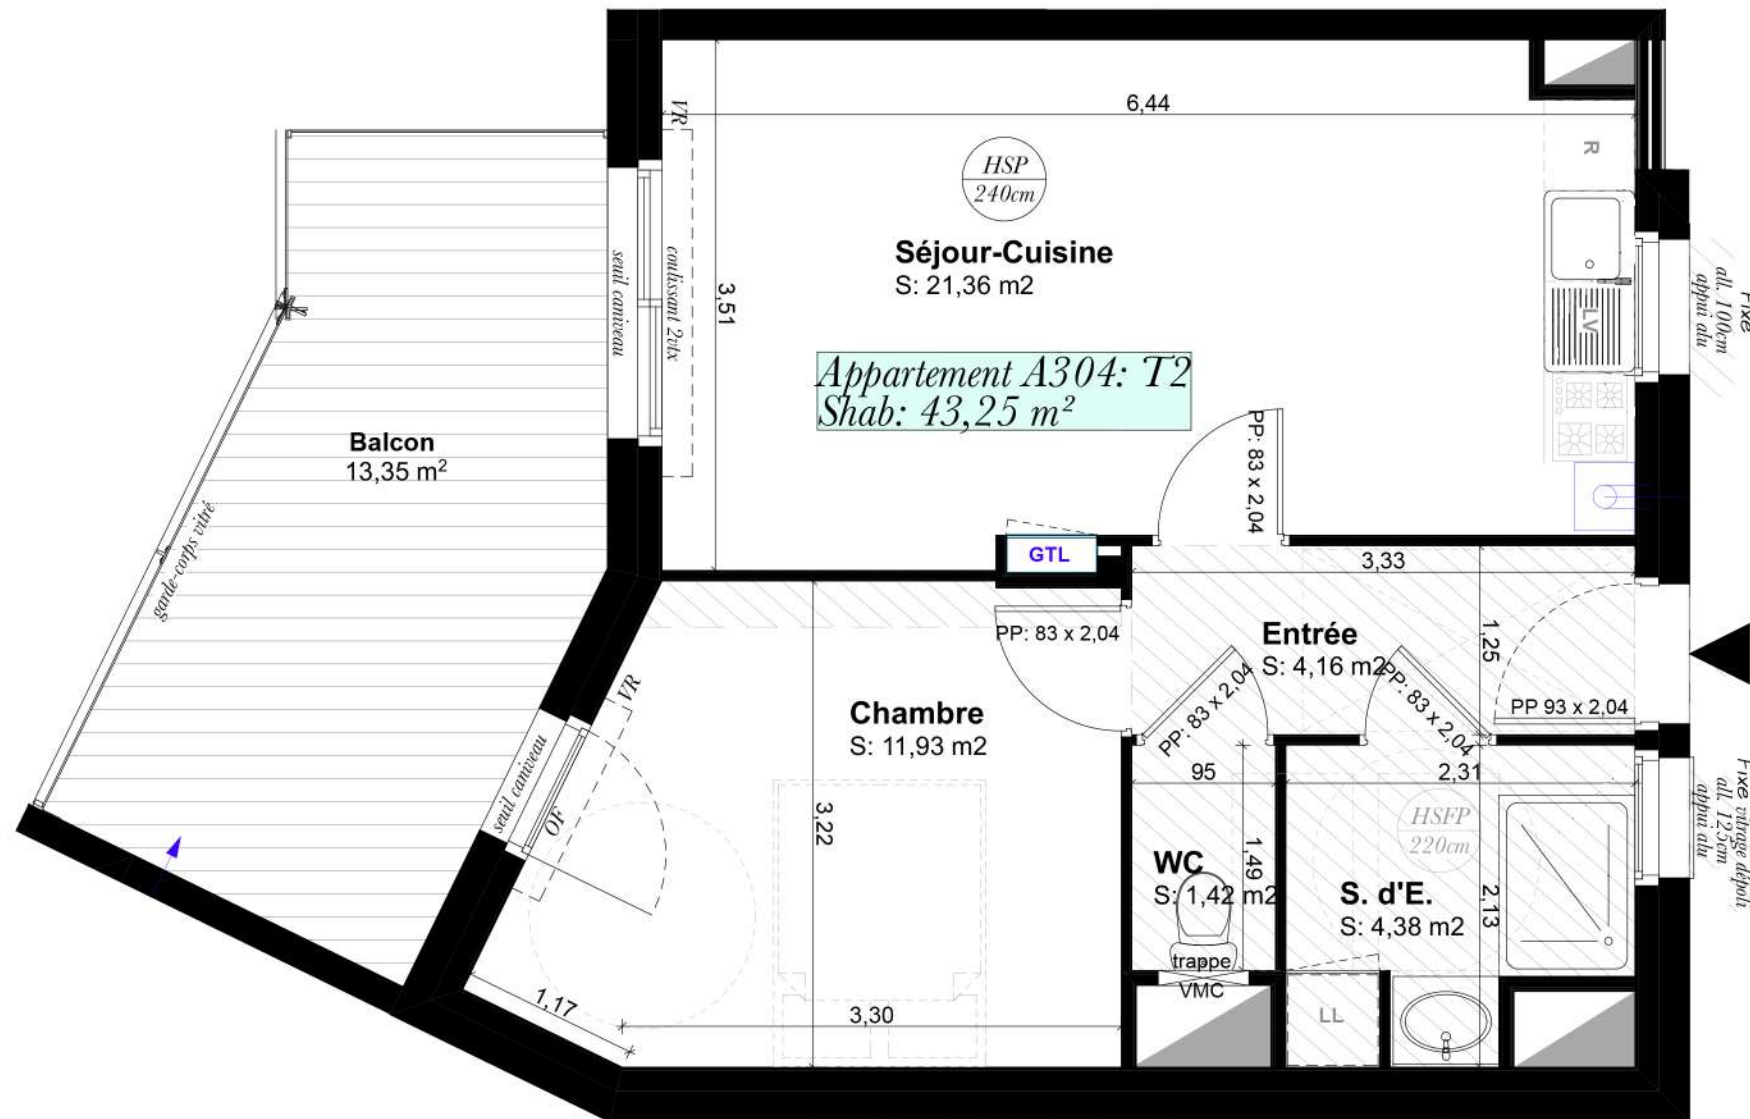 6,44
VR
R
HSP
240cm
Séjour-Cuisine
S: 21,36 m2
3,51
seuil caniveau
coulissant 2vtx
LV
Fixe
all. 100cm
appui alu
Appartement A304: T2
Shab: 43,25 m²
Balcon
13,35 m²
garde-corps vitré
PP: 83 x 2,04
GTL
3,33
PP: 83 x 2,04
Entrée
S: 4,16 m2
1,25
PP: 83 x 2,04
PP: 83 x 2,04
PP 93 x 2,04
VR
Chambre
S: 11,93 m2
seuil caniveau
OF
3,22
95
2,31
HSFP
220cm
Fixe vitrage dépoli
all. 125cm
appui alu
WC
S: 1,42 m2
1,49
S. d'E.
S: 4,38 m2
2,13
trappe
VMC
LL
1,17
3,30